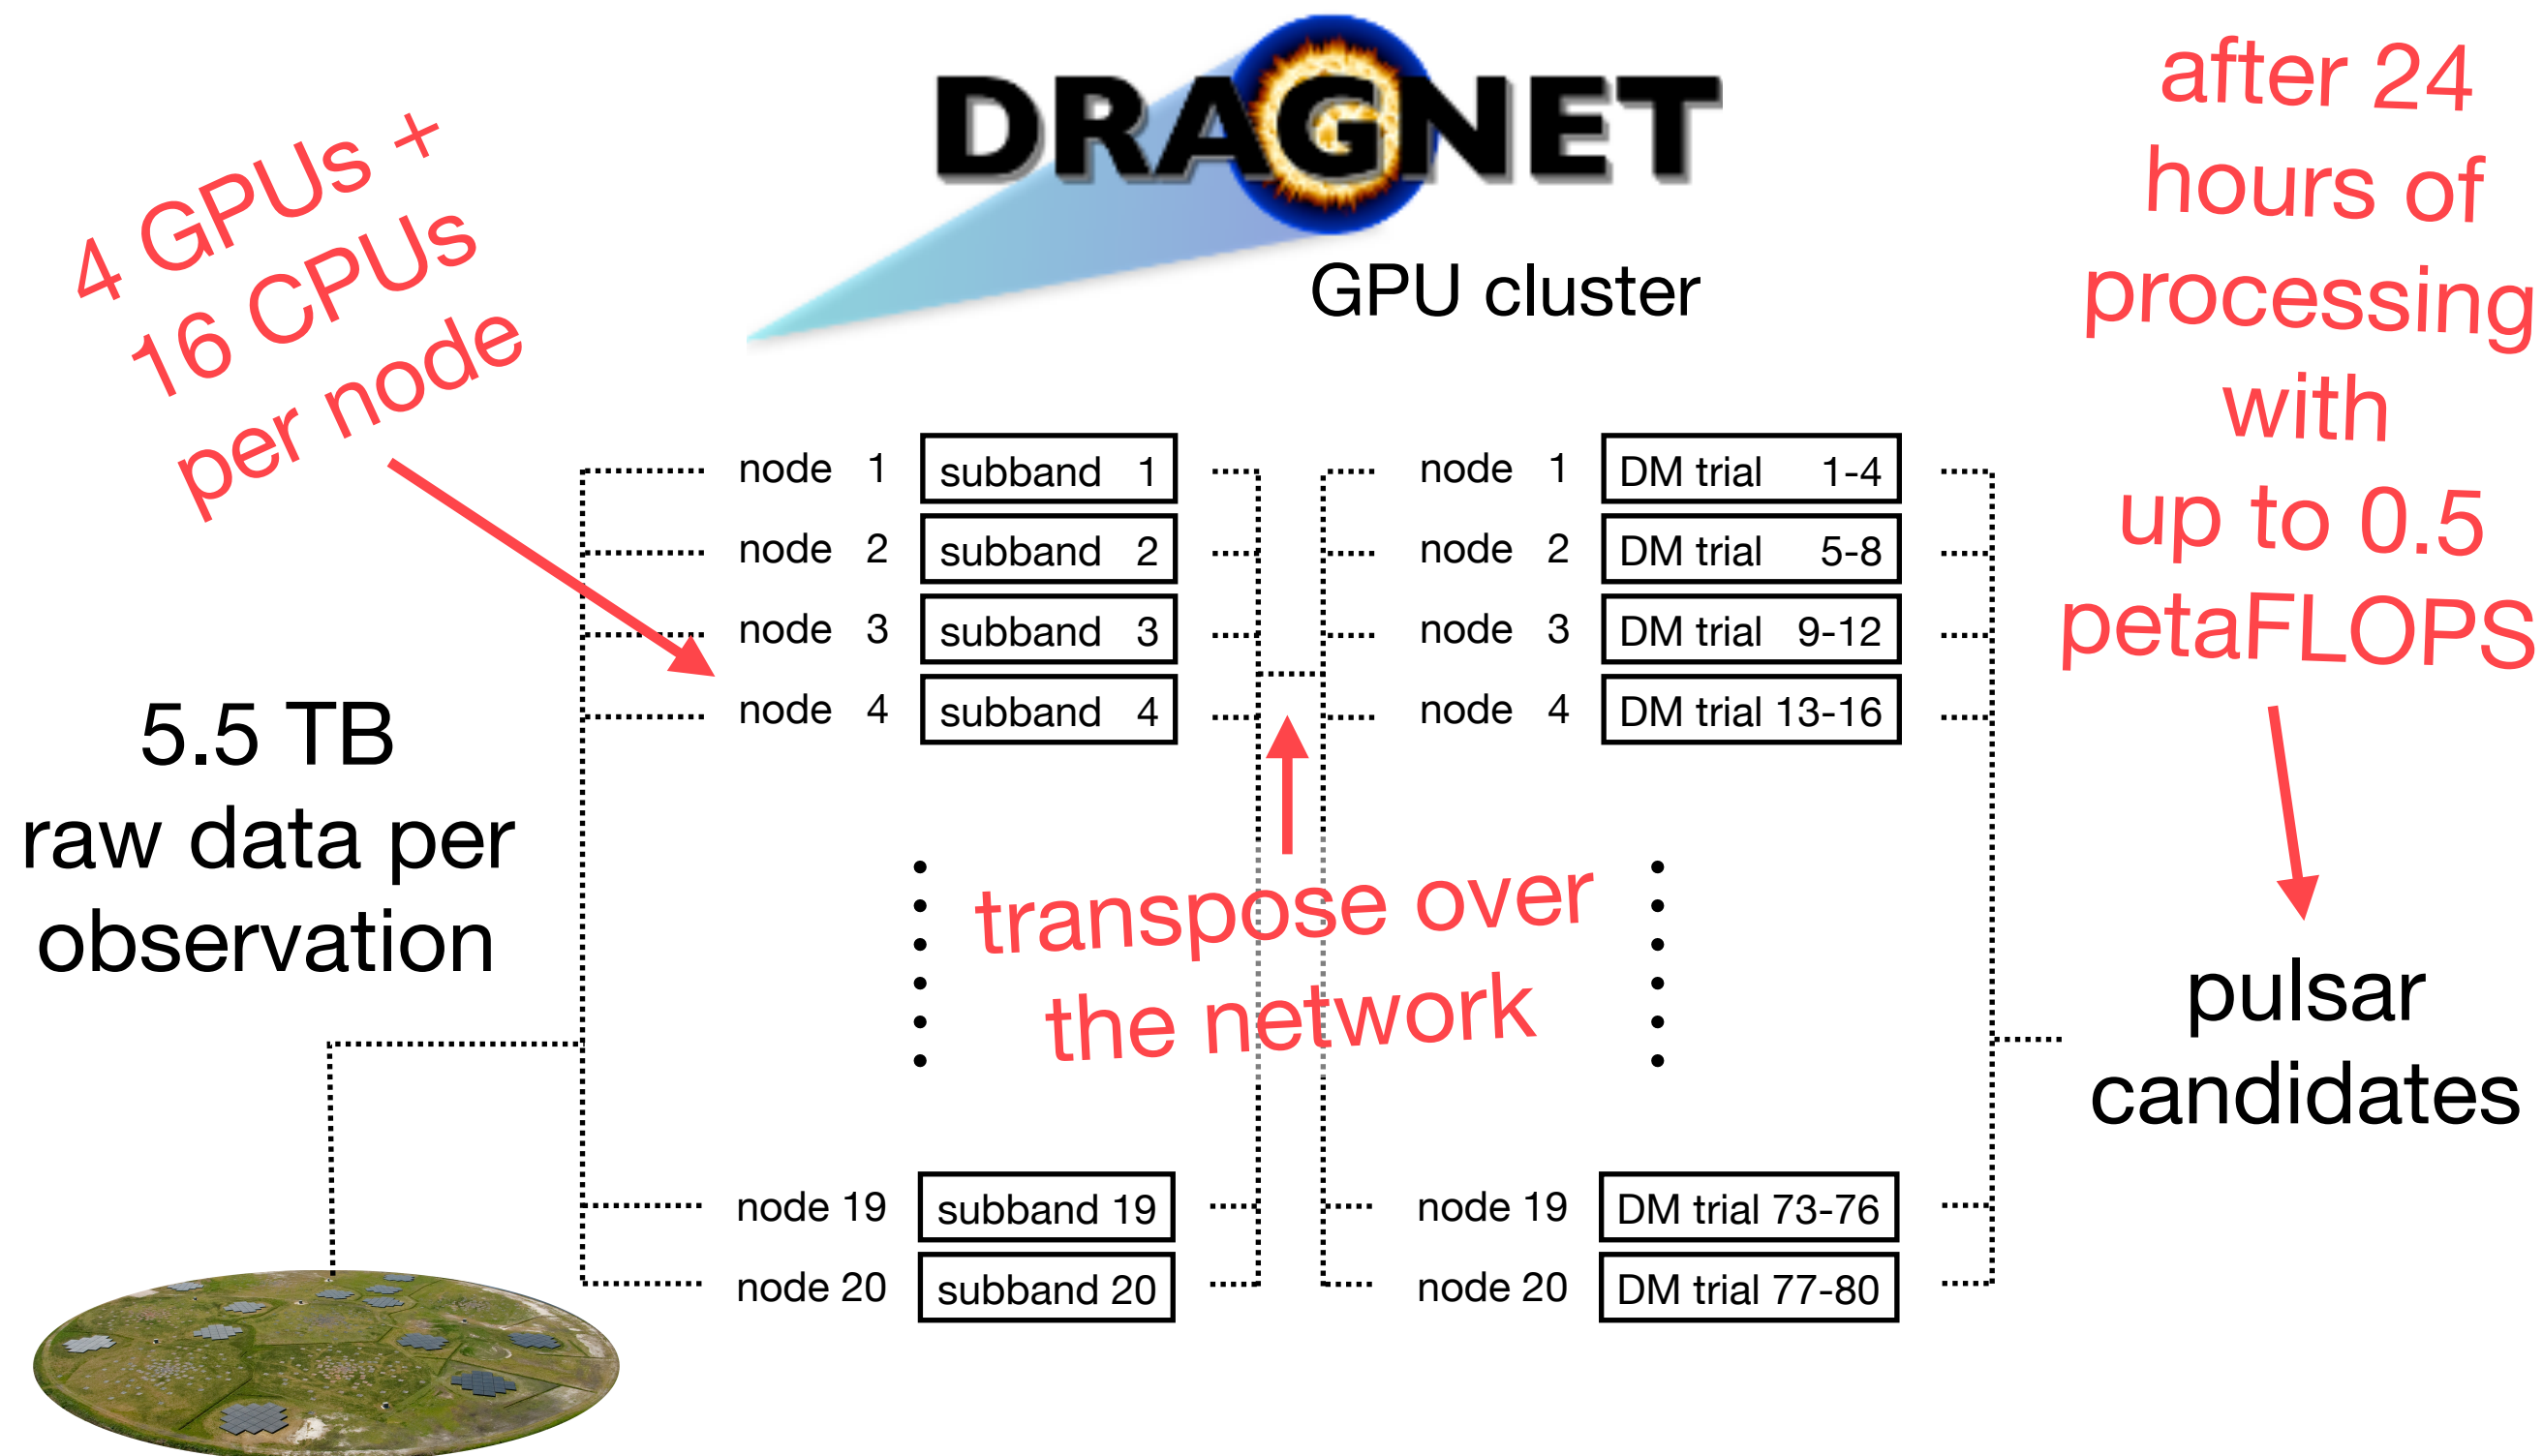 DRAGNET
GPU cluster
4 GPUs +
16 CPUs
per node
after 24
hours of
processing
with
up to 0.5
petaFLOPS
5.5 TB
raw data per
observation
node 1 subband 1
node 2 subband 2
node 3 subband 3
node 4 subband 4
node 19 subband 19
node 20 subband 20
transpose over
the network
node 1 DM trial 1-4
node 2 DM trial 5-8
node 3 DM trial 9-12
node 4 DM trial 13-16
node 19 DM trial 73-76
node 20 DM trial 77-80
pulsar
candidates